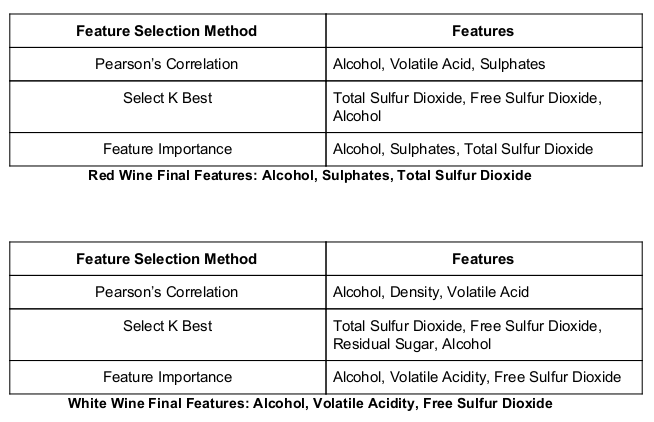 Feature Selection Method Features
Pearson's Correlation Alcohol, Volatile Acid, Sulphates
Select K Best Total Sulfur Dioxide, Free Sulfur Dioxide,
Alcohol
Feature Importance Alcohol, Sulphates, Total Sulfur Dioxide
Red Wine Final Features: Alcohol, Sulphates, Total Sulfur Dioxide
Feature Selection Method Features
Pearson's Correlation Alcohol, Density, Volatile Acid
Select K Best Total Sulfur Dioxide, Free Sulfur Dioxide,
Residual Sugar, Alcohol
Feature Importance Alcohol, Volatile Acidity, Free Sulfur Dioxide
White Wine Final Features: Alcohol, Volatile Acidity, Free Sulfur Dioxide